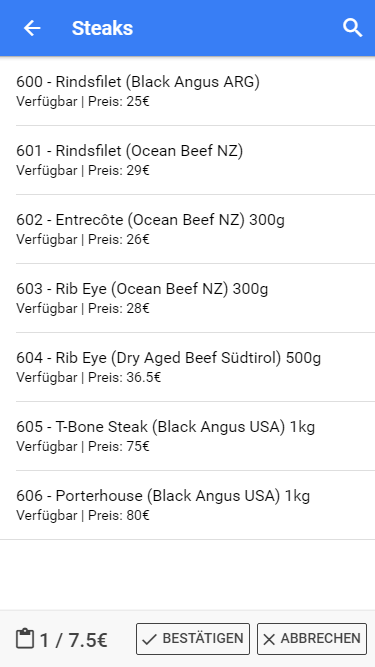 Steaks
600 - Rindsfilet (Black Angus ARG)
Verfügbar | Preis: 25€
601 - Rindsfilet (Ocean Beef NZ)
Verfügbar | Preis: 29€
602 - Entrecôte (Ocean Beef NZ) 300g
Verfügbar | Preis: 26€
603 - Rib Eye (Ocean Beef NZ) 300g
Verfügbar | Preis: 28€
604 - Rib Eye (Dry Aged Beef Südtirol) 500g
Verfügbar | Preis: 36.5€
605 - T-Bone Steak (Black Angus USA) 1kg
Verfügbar | Preis: 75€
606 - Porterhouse (Black Angus USA) 1kg
Verfügbar | Preis: 80€
1 / 7.5€ BESTÄTIGEN ABBRECHEN